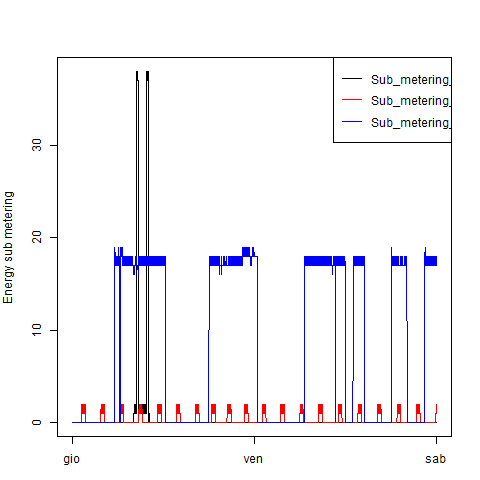 Sub_metering_
Sub_metering_
Sub_metering_
Energy sub metering
30
20
10
0
gio ven sab